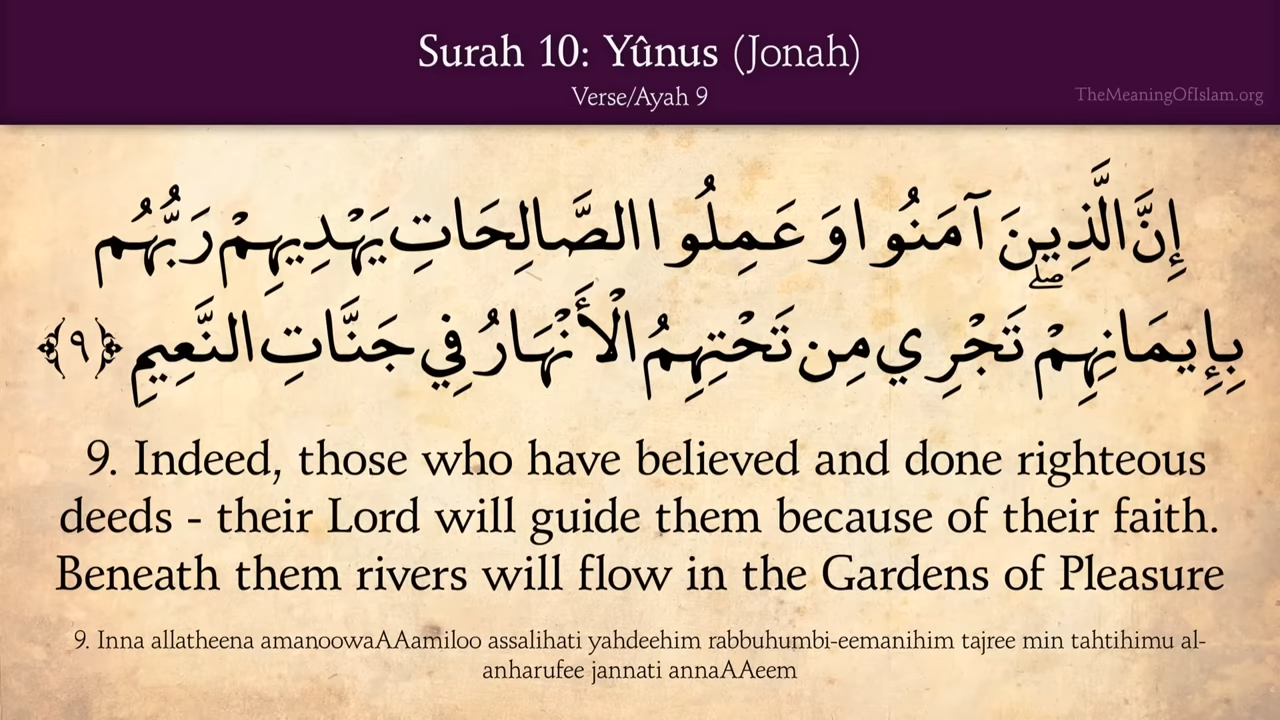 Surah 10: Yûnus (Jonah)
Verse/Ayah 9
TheMeaningOfIslam.org
إِنَّ الَّذِينَ آمَنُوا وَعَمِلُوا الصَّالِحَاتِ يَهْدِيهِمْ رَبُّهُم
بِإِيمَانِهِمْ ۖ تَجْرِي مِن تَحْتِهِمُ الْأَنْهَارُ فِي جَنَّاتِ النَّعِيمِ ﴿٩﴾
9. Indeed, those who have believed and done righteous
deeds - their Lord will guide them because of their faith.
Beneath them rivers will flow in the Gardens of Pleasure
9. Inna allatheena amanoowaAAamiloo assalihati yahdeehim rabbuhumbi-eemanihim tajree min tahtihimu al-
anharufee jannati annaAAeem